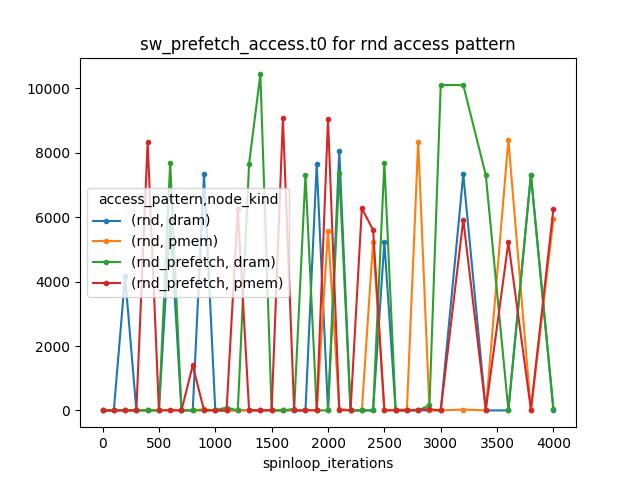 sw_prefetch_access.t0 for rnd access pattern
10000
8000
6000
4000
2000
0
access_pattern,node_kind
(rnd, dram)
(rnd, pmem)
(rnd_prefetch, dram)
(rnd_prefetch, pmem)
0 500 1000 1500 2000 2500 3000 3500 4000
spinloop_iterations